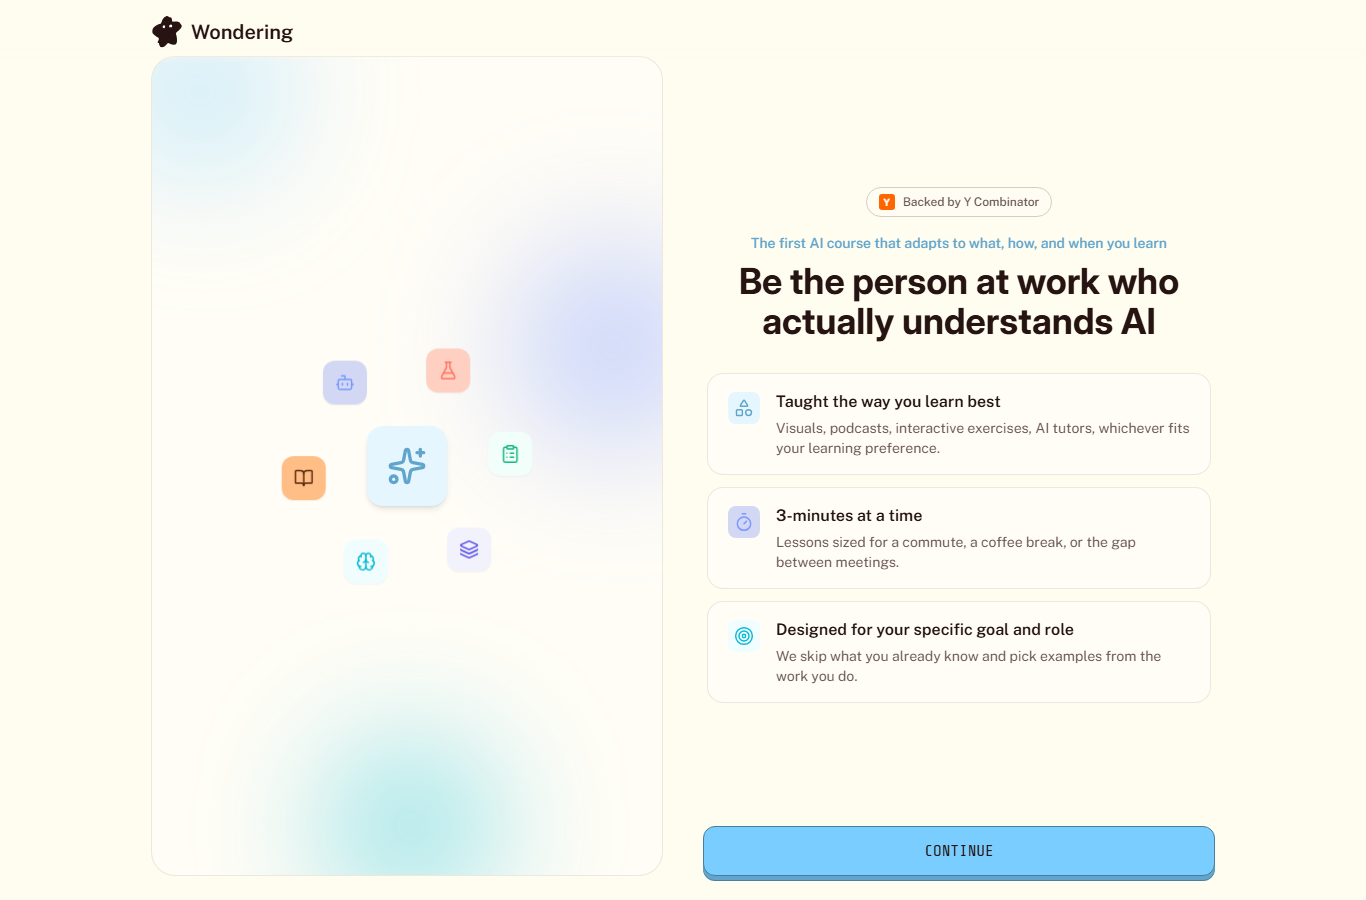 Wondering
Y Backed by Y Combinator
The first AI course that adapts to what, how, and when you learn
Be the person at work who
actually understands AI
Taught the way you learn best
Visuals, podcasts, interactive exercises, AI tutors, whichever fits
your learning preference.
3-minutes at a time
Lessons sized for a commute, a coffee break, or the gap
between meetings.
Designed for your specific goal and role
We skip what you already know and pick examples from the
work you do.
CONTINUE